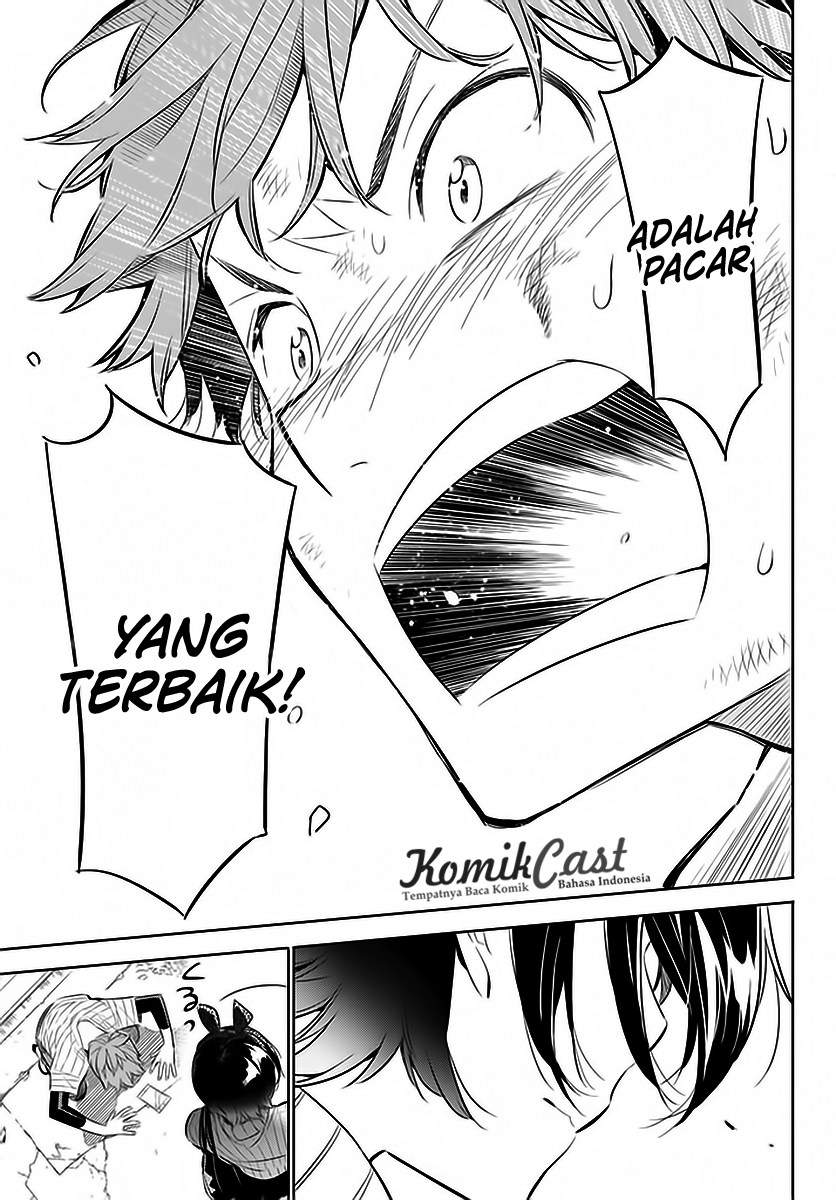 ADALAH
PACAR
YANG
TERBAIK!
KomikCast
Tempatnya Baca Komik Bahasa Indonesia